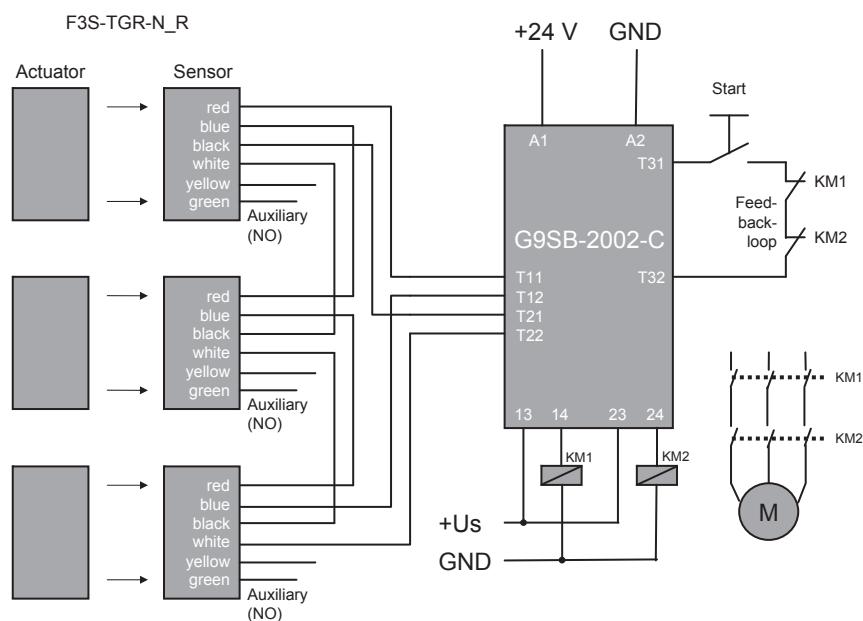 F3S-TGR-N_R
Actuator
Sensor
red
blue
black
white
yellow
green
Auxiliary
(NO)
red
blue
black
white
yellow
green
Auxiliary
(NO)
red
blue
black
white
yellow
green
Auxiliary
(NO)
+24 V
GND
A1
A2
T31
G9SB-2002-C
T11
T12
T21
T22
T32
13
14
23
24
Start
KM1
Feed-
back-
loop
KM2
KM1
KM2
+Us
GND
KM1
KM2
M